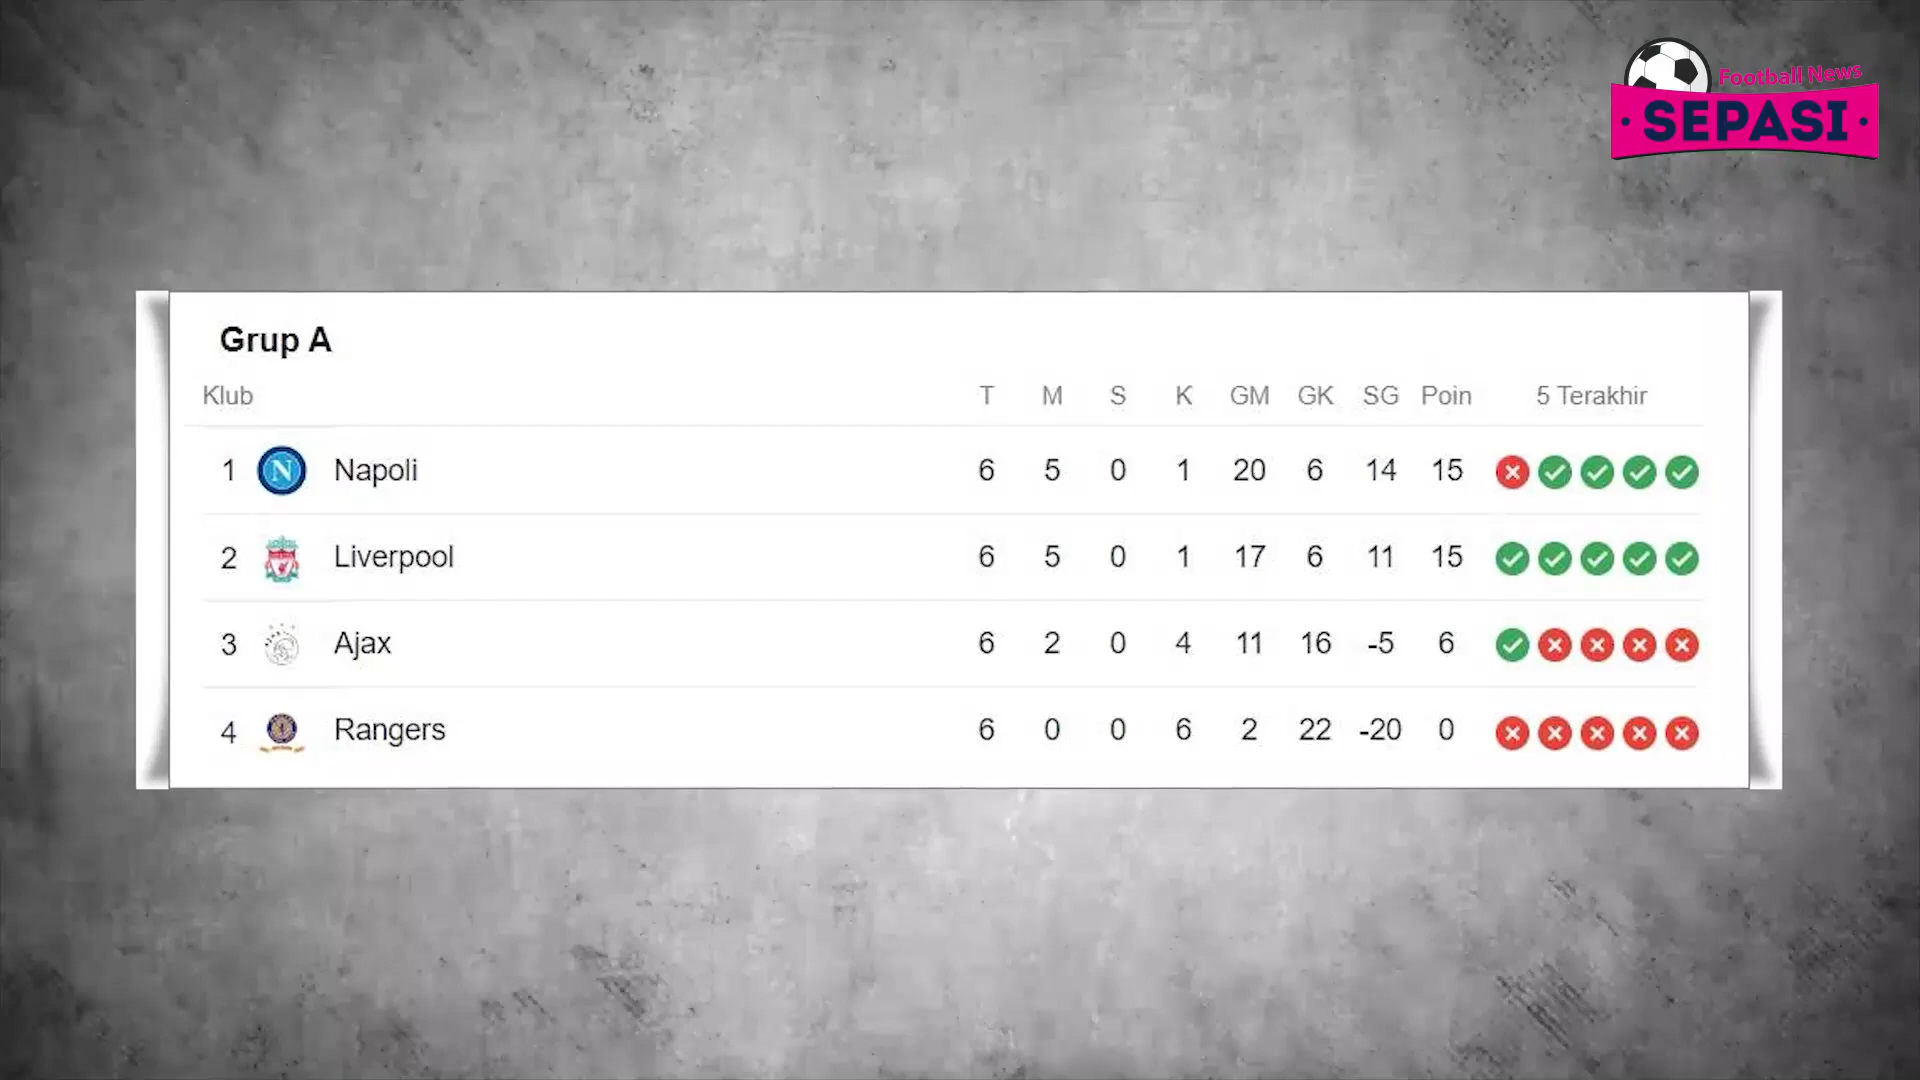 Football News
SEPASI
Grup A
Klub T M S K GM GK SG Poin 5 Terakhir
1 Napoli 6 5 0 1 20 6 14 15
2 Liverpool 6 5 0 1 17 6 11 15
3 Ajax 6 2 0 4 11 16 -5 6
4 Rangers 6 0 0 6 2 22 -20 0